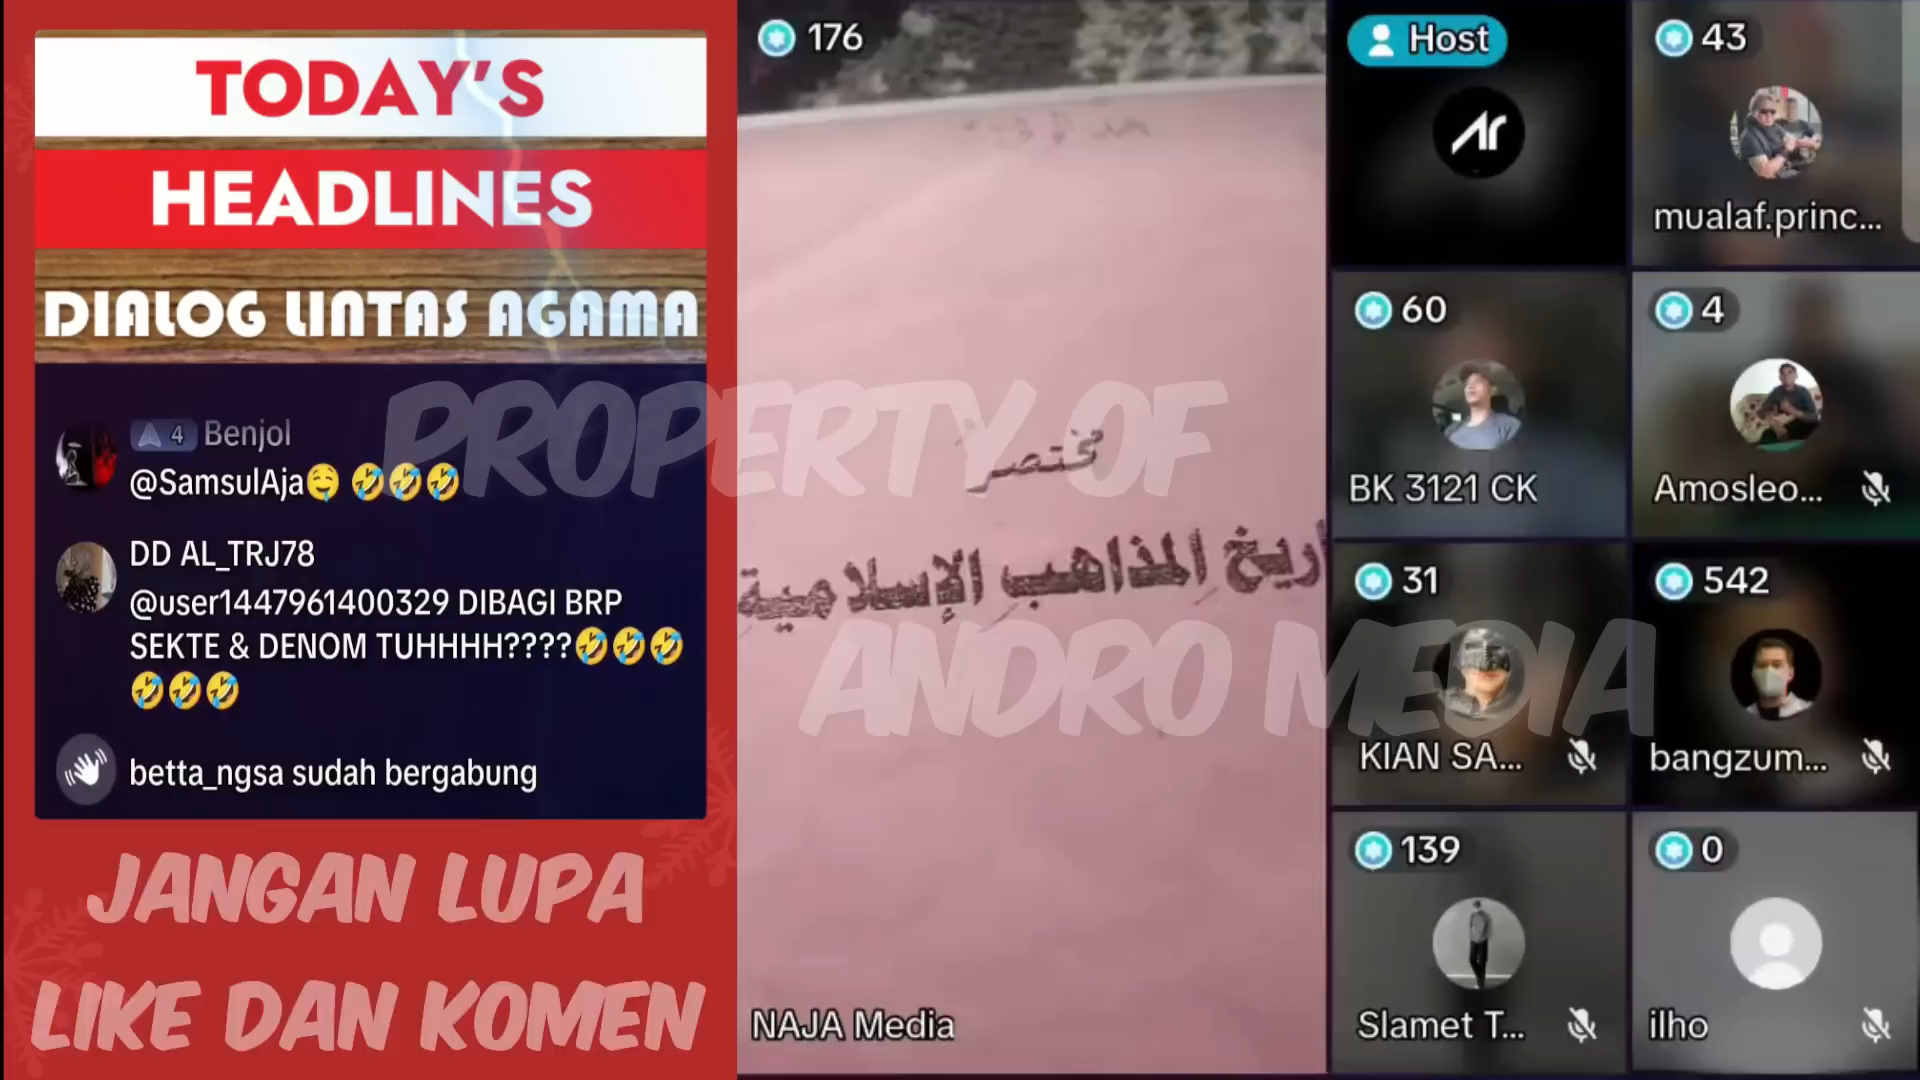 TODAY'S
HEADLINES
DIALOG LINTAS AGAMA
4 Benjol
@SamsulAja🤤 🤣🤣🤣
DD AL_TRJ78
@user1447961400329 DIBAGI BRP
SEKTE & DENOM TUHHHH????🤣🤣🤣
🤣🤣🤣
betta_ngsa sudah bergabung
JANGAN LUPA
LIKE DAN KOMEN
PROPERTY OF
ANDRO MEDIA
176
مختصر
المذاهب الإسلامية
NAJA Media
Host
Ar
43
mualaf.princ...
60
BK 3121 CK
4
Amosleo...
31
KIAN SA...
542
bangzum...
139
Slamet T...
0
ilho